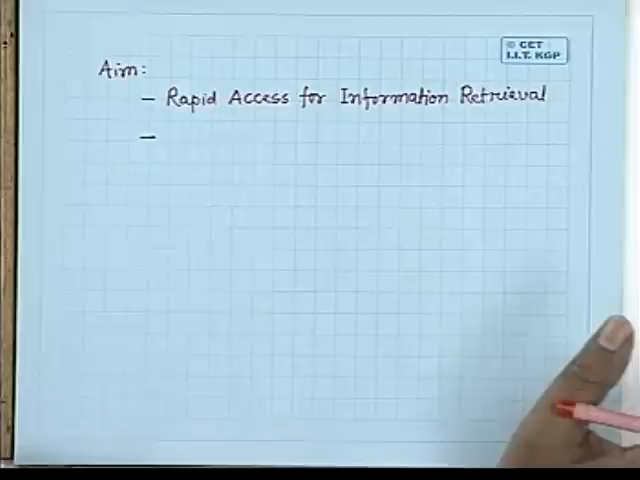 © CET
I.I.T. KGP
Aim:
– Rapid Access for Information Retrieval
–